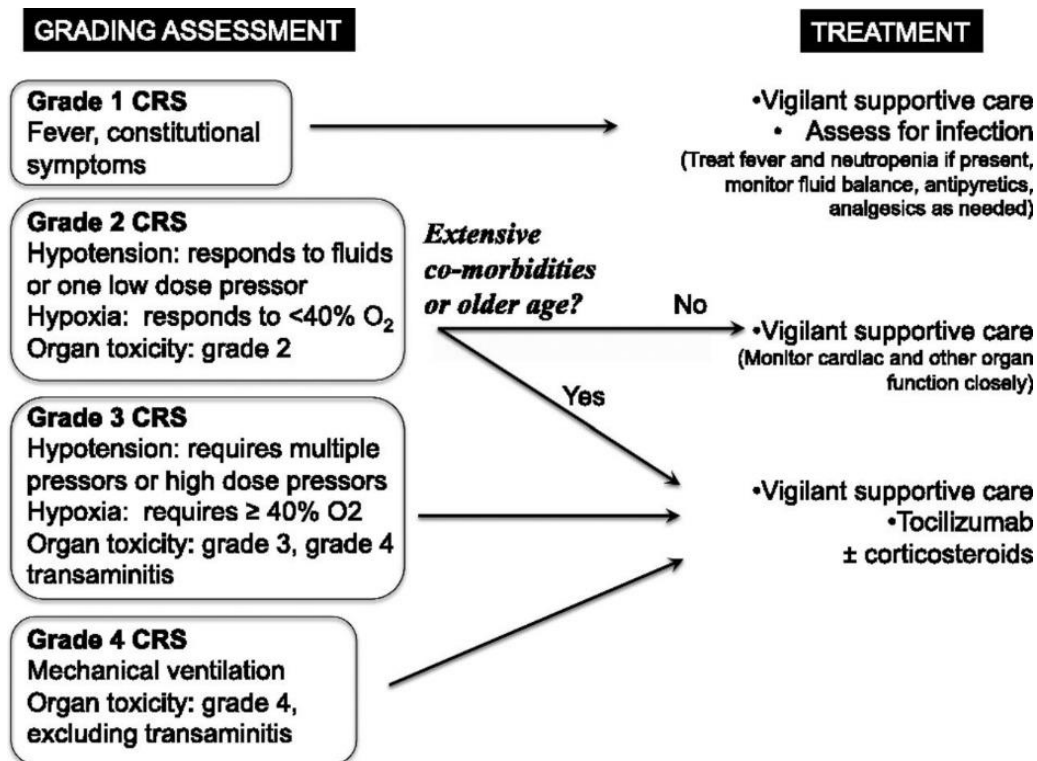 GRADING ASSESSMENT
TREATMENT
Grade 1 CRS
Fever, constitutional
symptoms
•Vigilant supportive care
• Assess for infection
(Treat fever and neutropenia if present,
monitor fluid balance, antipyretics,
analgesics as needed)
Grade 2 CRS
Hypotension: responds to fluids
or one low dose pressor
Hypoxia: responds to <40% O₂
Organ toxicity: grade 2
Extensive
co-morbidities
or older age?
No
Yes
•Vigilant supportive care
(Monitor cardiac and other organ
function closely)
Grade 3 CRS
Hypotension: requires multiple
pressors or high dose pressors
Hypoxia: requires ≥ 40% O2
Organ toxicity: grade 3, grade 4
transaminitis
•Vigilant supportive care
•Tocilizumab
± corticosteroids
Grade 4 CRS
Mechanical ventilation
Organ toxicity: grade 4,
excluding transaminitis